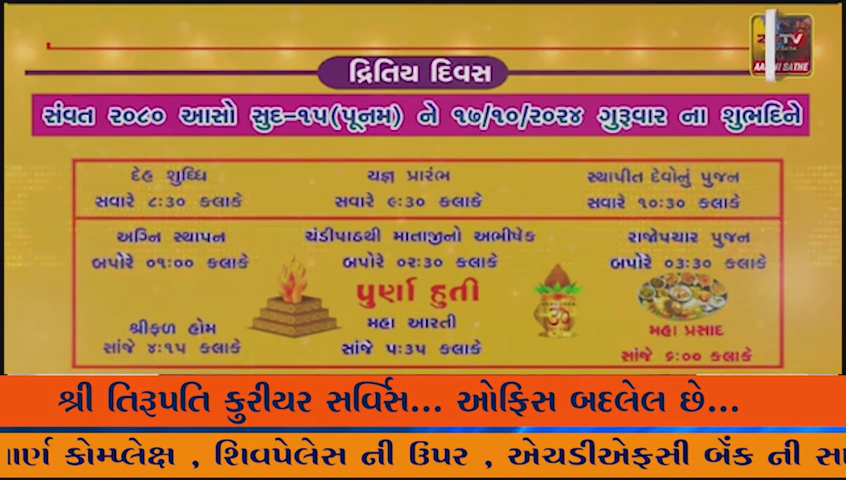 TV
AAPNI SATHE
દ્રિતિય દિવસ
સંવત ૨૦૮૦ આસો સુદ-૧૫(પૂનમ) ને ૧૭/૧૦/૨૦૨૪ ગુરૂવાર ના શુભદિને
દેહ શુધ્ધિ યજ્ઞ પ્રારંભ સ્થાપીત દેવોનું પુજન
સવારે ૮:૩૦ કલાકે સવારે ૯:૩૦ કલાકે સવારે ૧૦:૩૦ કલાકે
અગ્નિ સ્થાપન ચંડીપાઠથી માતાજીનો અભીષેક રાજોપચાર પુજન
બપોરે ૦૧:૦૦ કલાકે બપોરે ૦૨:૩૦ કલાકે બપોરે ૦૩:૩૦ કલાકે
પુર્ણા હુતી
શ્રીફળ હોમ મહા આરતી મહા પ્રસાદ
સાંજે ૪:૧૫ કલાકે સાંજે ૫:૩૫ કલાકે સાંજે ૬:૦૦ કલાકે
શ્રી તિરૂપતિ કુરીયર સર્વિસ... ઓફિસ બદલેલ છે...
કોમ્પ્લેક્ષ , શિવપેલેસ ની ઉપર , એચડીએફસી બેંક ની